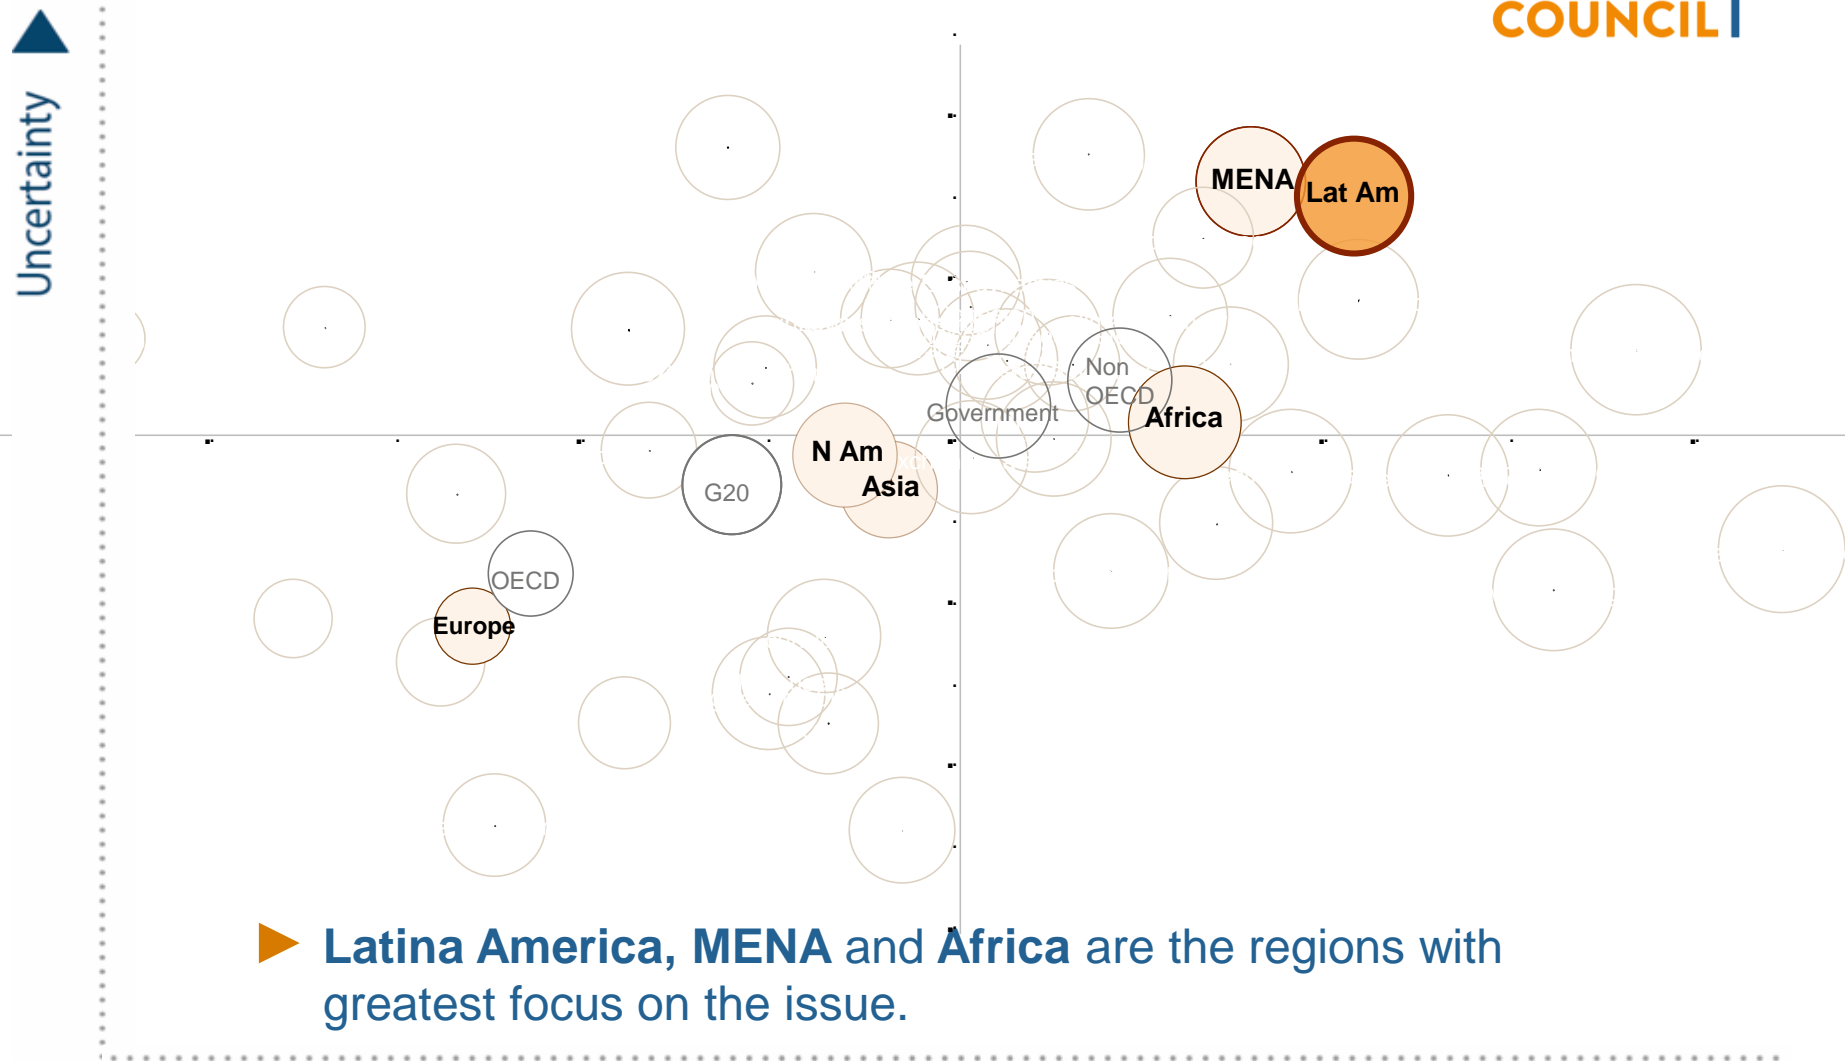 COUNCIL
Uncertainty
MENA
Lat Am
Non
OECD
Government
Africa
N Am
Asia
G20
OECD
Europe
Latina America, MENA and Africa are the regions with
greatest focus on the issue.